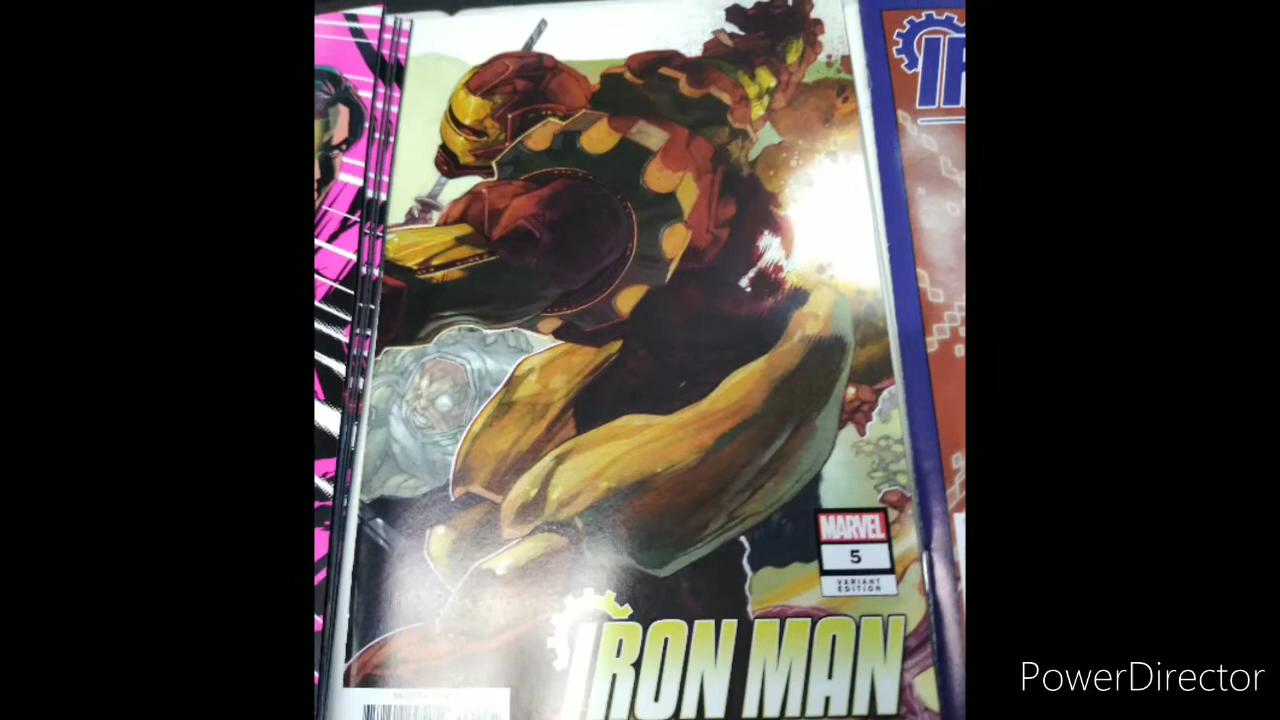 I
MARVEL
5
VARIANT
EDITION
IRON MAN
PowerDirector